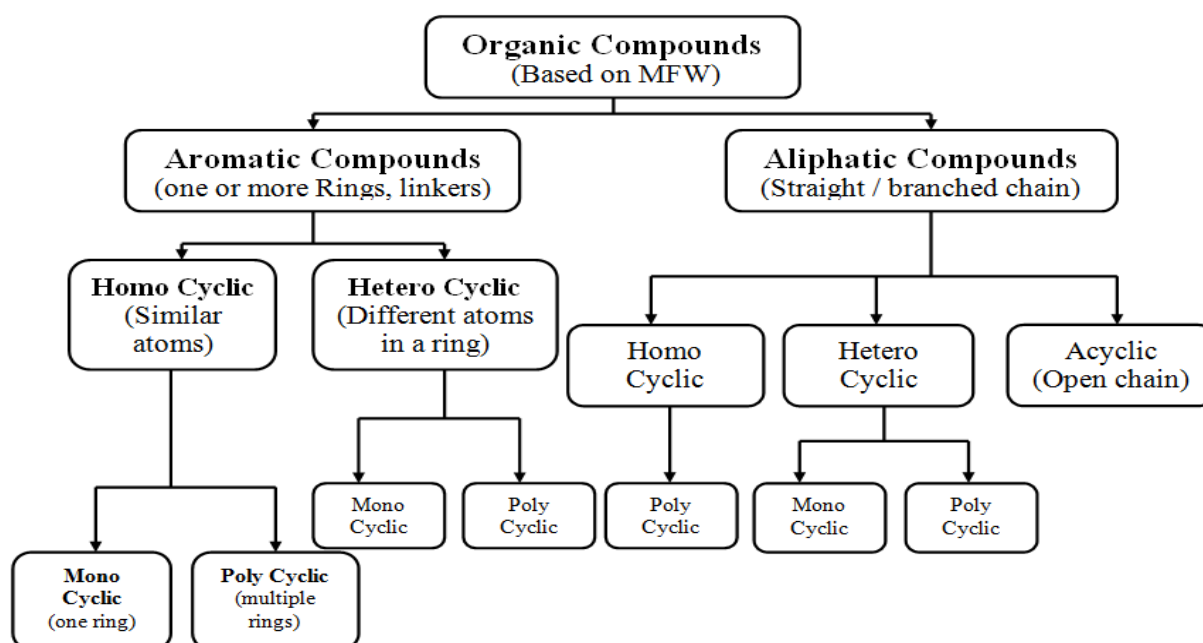 Organic Compounds
(Based on MFW)
Aromatic Compounds
(one or more Rings, linkers)
Aliphatic Compounds
(Straight / branched chain)
Homo Cyclic
(Similar
atoms)
Hetero Cyclic
(Different atoms
in a ring)
Homo
Cyclic
Hetero
Cyclic
Acyclic
(Open chain)
Mono
Cyclic
Poly
Cyclic
Poly
Cyclic
Mono
Cyclic
Poly
Cyclic
Mono
Cyclic
(one ring)
Poly Cyclic
(multiple
rings)